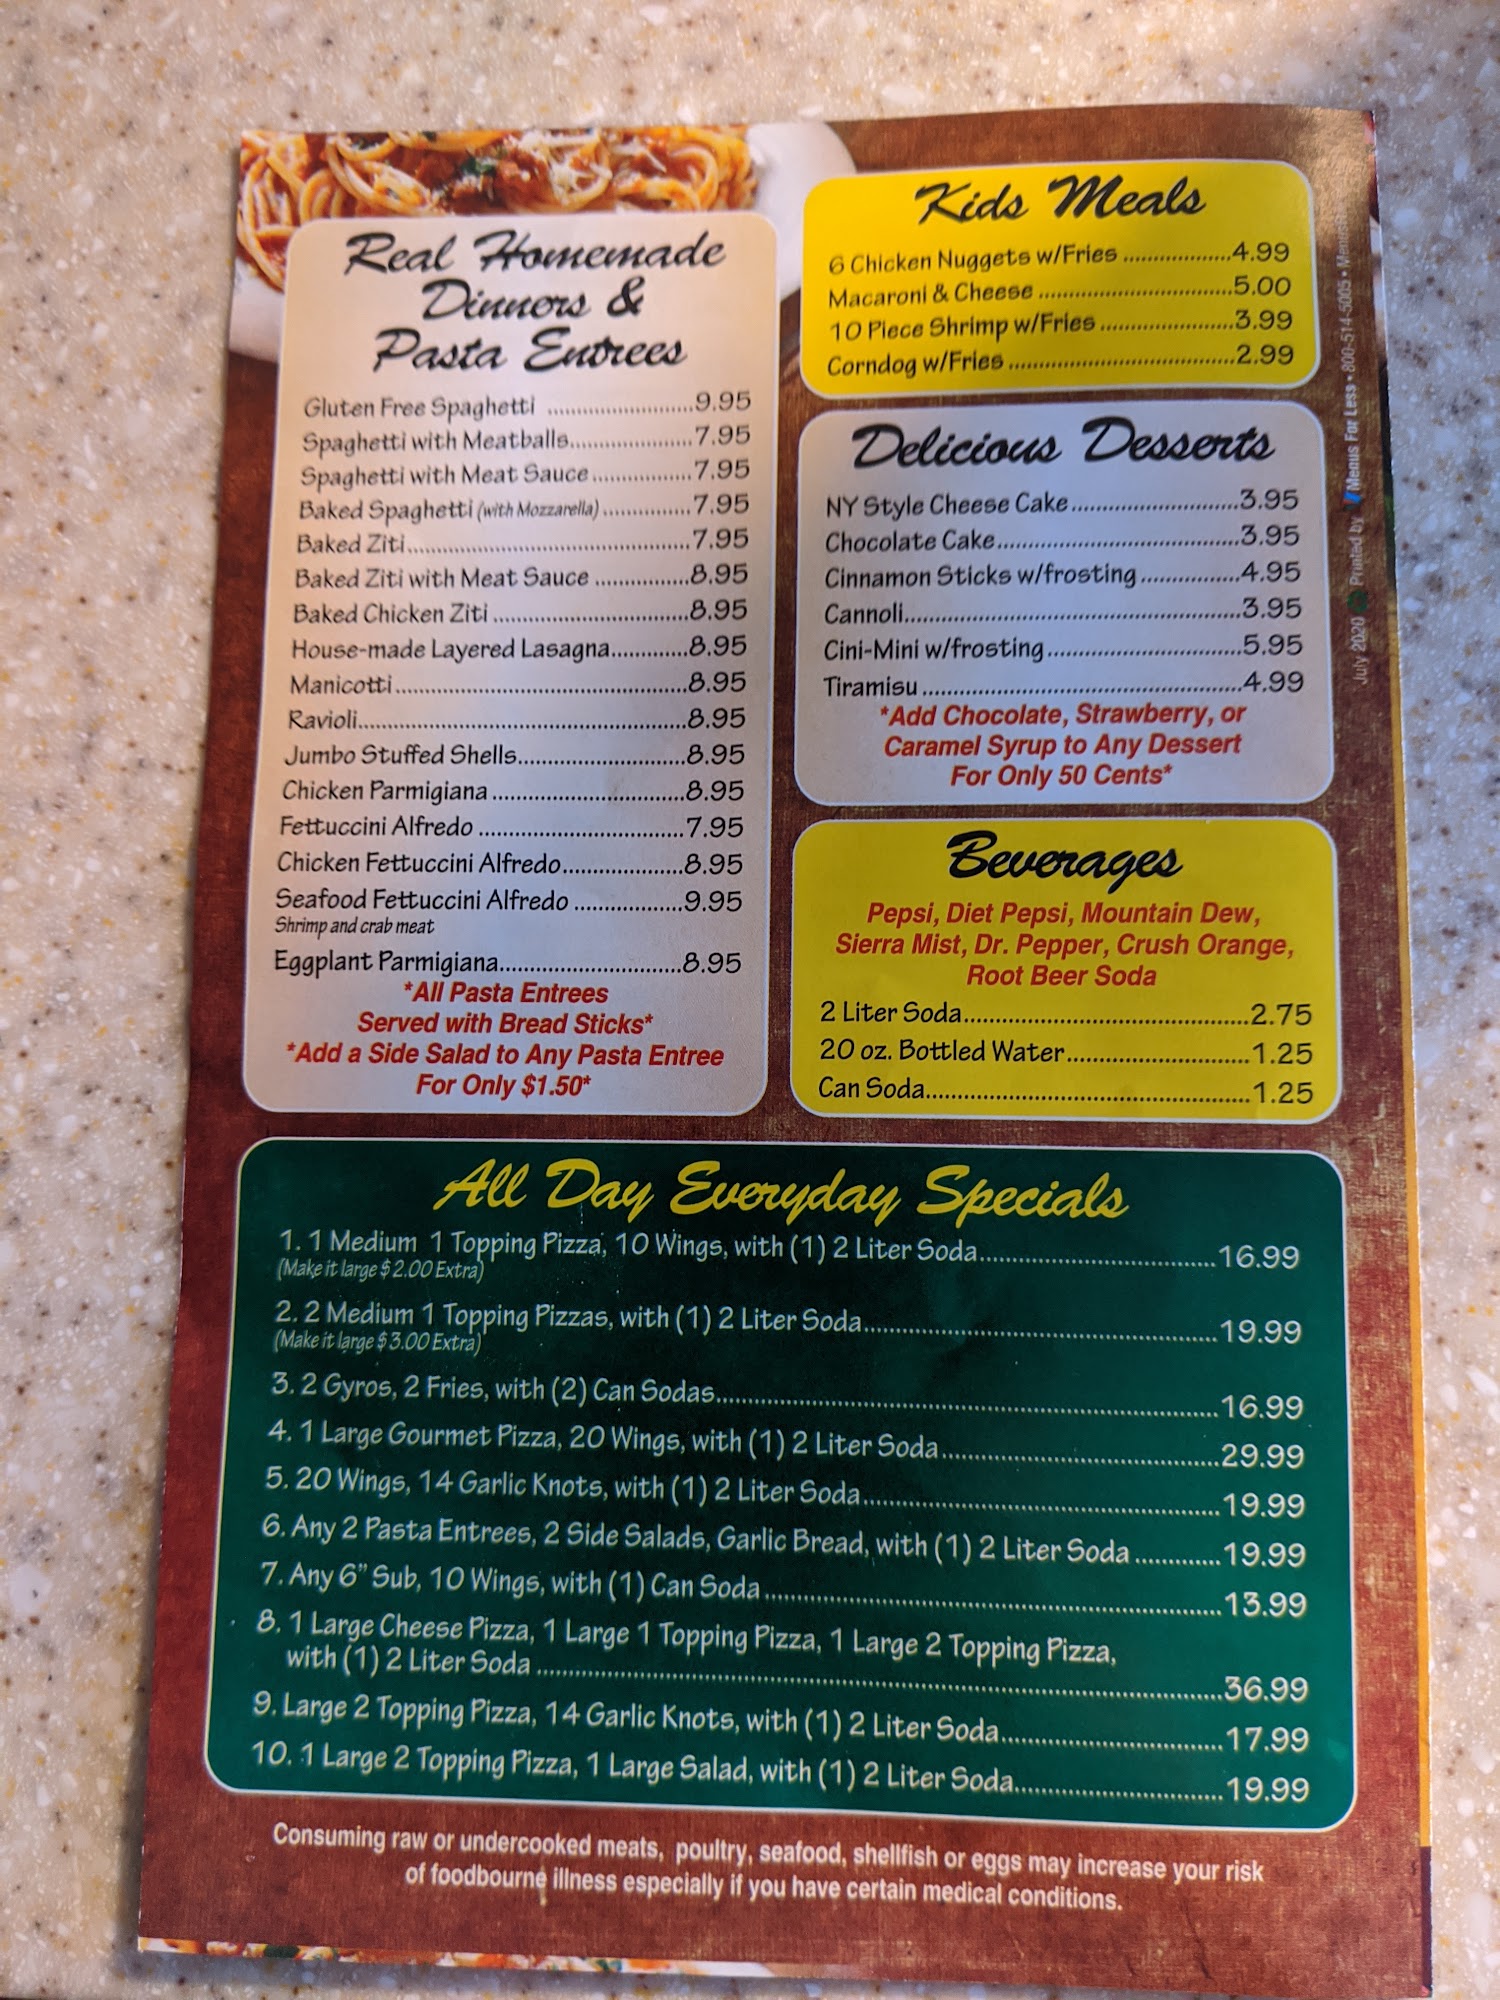 Real Homemade
Dinners &
Pasta Entrees
Gluten Free Spaghetti ........................9.95
Spaghetti with Meatballs....................7.95
Spaghetti with Meat Sauce................7.95
Baked Spaghetti (with Mozzarella)..............7.95
Baked Ziti..............................................7.95
Baked Ziti with Meat Sauce ...............8.95
Baked Chicken Ziti ................................8.95
House-made Layered Lasagna............8.95
Manicotti................................................8.95
Ravioli......................................................8.95
Jumbo Stuffed Shells...........................8.95
Chicken Parmigiana ...............................8.95
Fettuccini Alfredo .................................7.95
Chicken Fettuccini Alfredo...................8.95
Seafood Fettuccini Alfredo .................9.95
Shrimp and crab meat
Eggplant Parmigiana.............................8.95
*All Pasta Entrees
Served with Bread Sticks*
*Add a Side Salad to Any Pasta Entree
For Only $1.50*
Kids Meals
6 Chicken Nuggets w/Fries ..................4.99
Macaroni & Cheese ................................5.00
10 Piece Shrimp w/Fries ......................3.99
Corndog w/Fries .....................................2.99
Delicious Desserts
NY Style Cheese Cake...........................3.95
Chocolate Cake.......................................3.95
Cinnamon Sticks w/frosting ................4.95
Cannoli......................................................3.95
Cini-Mini w/frosting...............................5.95
Tiramisu ...................................................4.99
*Add Chocolate, Strawberry, or
Caramel Syrup to Any Dessert
For Only 50 Cents*
Beverages
Pepsi, Diet Pepsi, Mountain Dew,
Sierra Mist, Dr. Pepper, Crush Orange,
Root Beer Soda
2 Liter Soda..............................................2.75
20 oz. Bottled Water.............................1.25
Can Soda....................................................1.25
July 2020 Printed by Menus For Less • 800-514-5005 •
All Day Everyday Specials
1. 1 Medium 1 Topping Pizza, 10 Wings, with (1) 2 Liter Soda......................................16.99
(Make it large $2.00 Extra)
2. 2 Medium 1 Topping Pizzas, with (1) 2 Liter Soda.........................................................19.99
(Make it large $3.00 Extra)
3. 2 Gyros, 2 Fries, with (2) Can Sodas................................................................................16.99
4. 1 Large Gourmet Pizza, 20 Wings, with (1) 2 Liter Soda............................................29.99
5. 20 Wings, 14 Garlic Knots, with (1) 2 Liter Soda.........................................................19.99
6. Any 2 Pasta Entrees, 2 Side Salads, Garlic Bread, with (1) 2 Liter Soda .............19.99
7. Any 6" Sub, 10 Wings, with (1) Can Soda .........................................................................13.99
8. 1 Large Cheese Pizza, 1 Large 1 Topping Pizza, 1 Large 2 Topping Pizza,
with (1) 2 Liter Soda ..............................................................................................................36.99
9. Large 2 Topping Pizza, 14 Garlic Knots, with (1) 2 Liter Soda...................................17.99
10. 1 Large 2 Topping Pizza, 1 Large Salad, with (1) 2 Liter Soda.................................19.99
Consuming raw or undercooked meats, poultry, seafood, shellfish or eggs may increase your risk
of foodbourne illness especially if you have certain medical conditions.